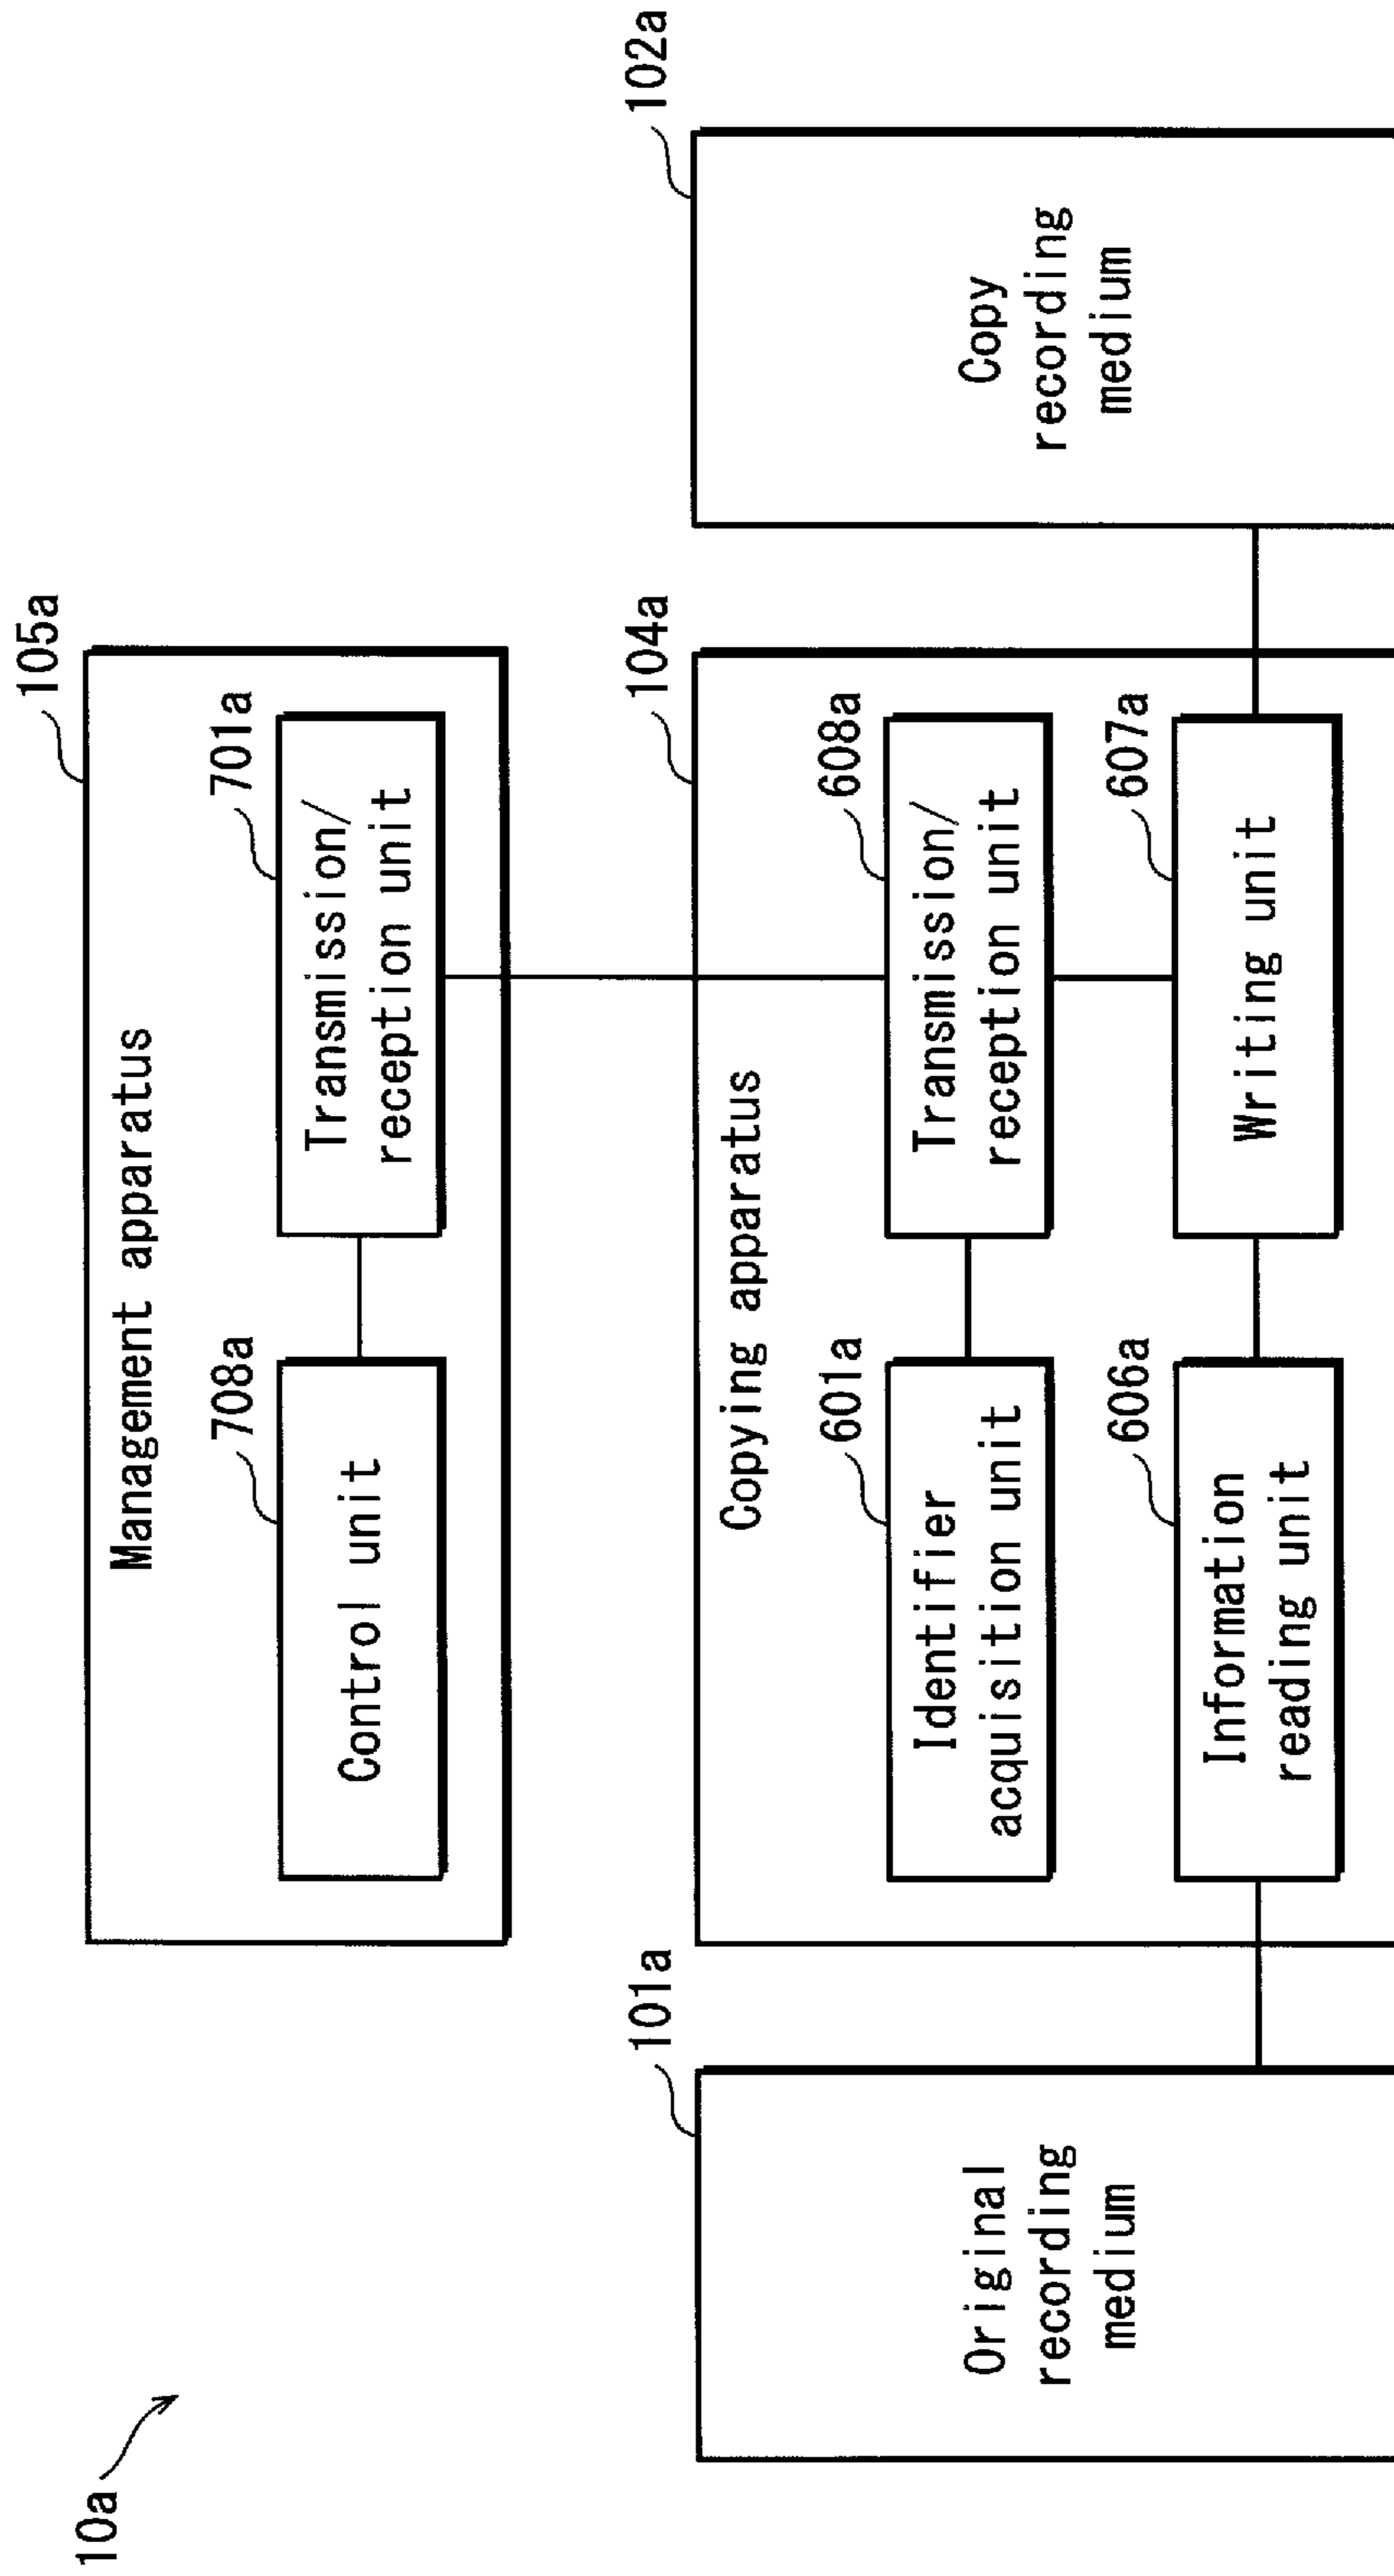 10a
105a
Management apparatus
708a
701a
Control unit
Transmission/
reception unit
101a
104a
102a
Copying apparatus
601a
608a
Identifier
acquisition unit
Transmission/
reception unit
606a
607a
Information
reading unit
Writing unit
Original
recording
medium
Copy
recording
medium